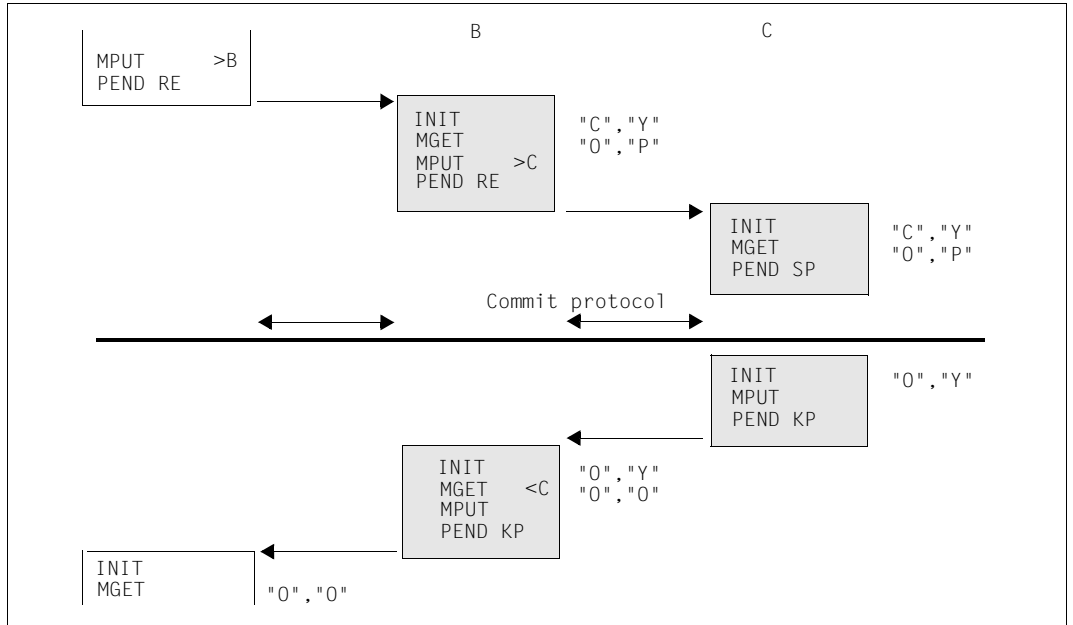 B
C
MPUT >B
PEND RE
INIT
MGET
MPUT >C
PEND RE
"C","Y"
"O","P"
INIT
MGET
PEND SP
"C","Y"
"O","P"
Commit protocol
INIT
MPUT
PEND KP
"O","Y"
INIT
MGET <C
MPUT
PEND KP
"O","Y"
"O","O"
INIT
MGET
"O","O"